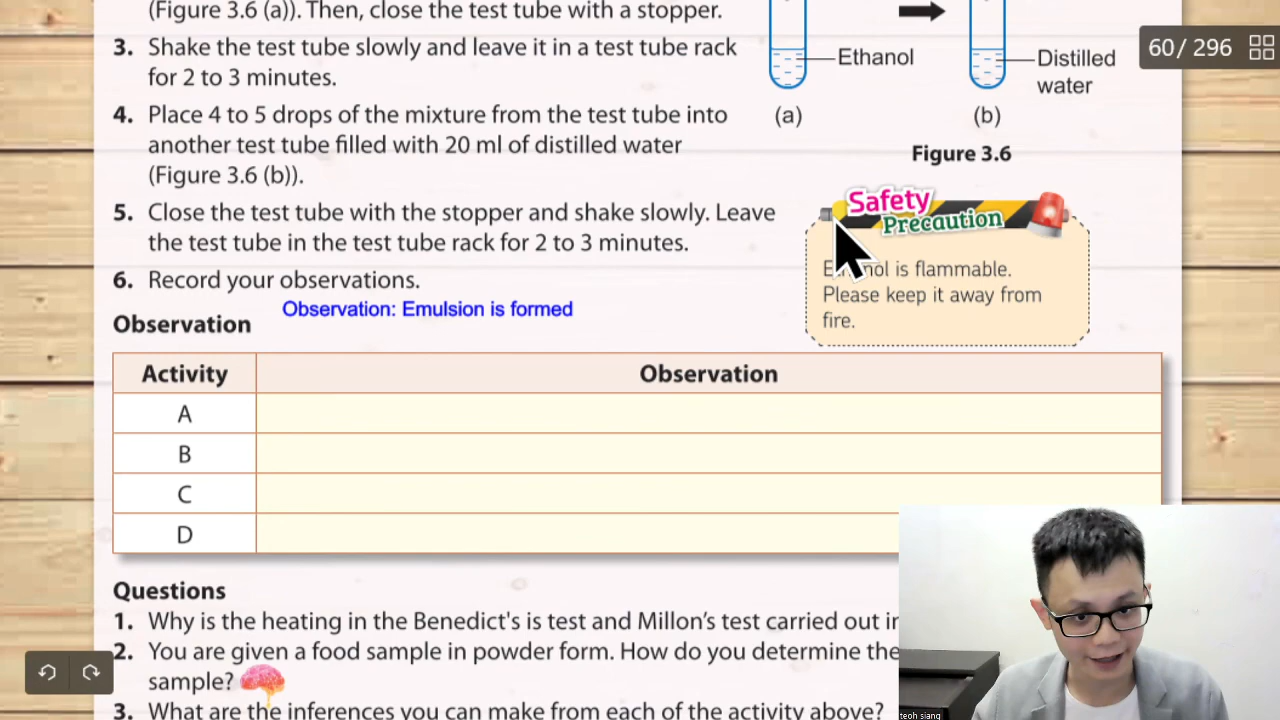 (Figure 3.6 (a)). Then, close the test tube with a stopper.
3. Shake the test tube slowly and leave it in a test tube rack
for 2 to 3 minutes.
4. Place 4 to 5 drops of the mixture from the test tube into
another test tube filled with 20 ml of distilled water
(Figure 3.6 (b)).
5. Close the test tube with the stopper and shake slowly. Leave
the test tube in the test tube rack for 2 to 3 minutes.
6. Record your observations.
Ethanol
Distilled
water
(a)
(b)
Figure 3.6
60/ 296
Safety
Precaution
is flammable.
Please keep it away from
fire.
Observation: Emulsion is formed
Observation
Activity Observation
A
B
C
D
Questions
1. Why is the heating in the Benedict's is test and Millon's test carried out
2. You are given a food sample in powder form. How do you determine the
sample?
3. What are the inferences you can make from each of the activity above?
teoh siang